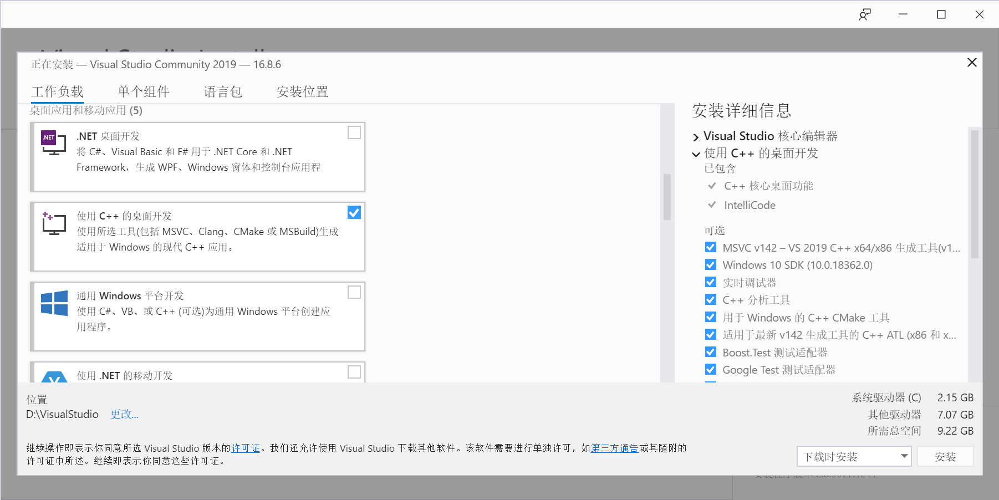 正在安装 — Visual Studio Community 2019 — 16.8.6
工作负载 单个组件 语言包 安装位置
桌面应用和移动应用 (5)
.NET
.NET 桌面开发
将 C#、Visual Basic 和 F# 用于 .NET Core 和 .NET
Framework，生成 WPF、Windows 窗体和控制台应用程
使用 C++ 的桌面开发
使用所选工具(包括 MSVC、Clang、CMake 或 MSBuild)生成
适用于 Windows 的现代 C++ 应用。
通用 Windows 平台开发
使用 C#、VB、或 C++ (可选)为通用 Windows 平台创建应
用程序。
使用 .NET 的移动开发
安装详细信息
Visual Studio 核心编辑器
使用 C++ 的桌面开发
已包含
C++ 核心桌面功能
IntelliCode
可选
MSVC v142 – VS 2019 C++ x64/x86 生成工具(v1...
Windows 10 SDK (10.0.18362.0)
实时调试器
C++ 分析工具
用于 Windows 的 C++ CMake 工具
适用于最新 v142 生成工具的 C++ ATL (x86 和 x...
Boost.Test 测试适配器
Google Test 测试适配器
位置
D:\VisualStudio 更改...
系统驱动器 (C) 2.15 GB
其他驱动器 7.07 GB
所需总空间 9.22 GB
继续操作即表示你同意所选 Visual Studio 版本的许可证。我们还允许使用 Visual Studio 下载其他软件。该软件需要进行单独许可，如第三方通告或其随附的
许可证中所述。继续即表示你同意这些许可证。
下载时安装
安装